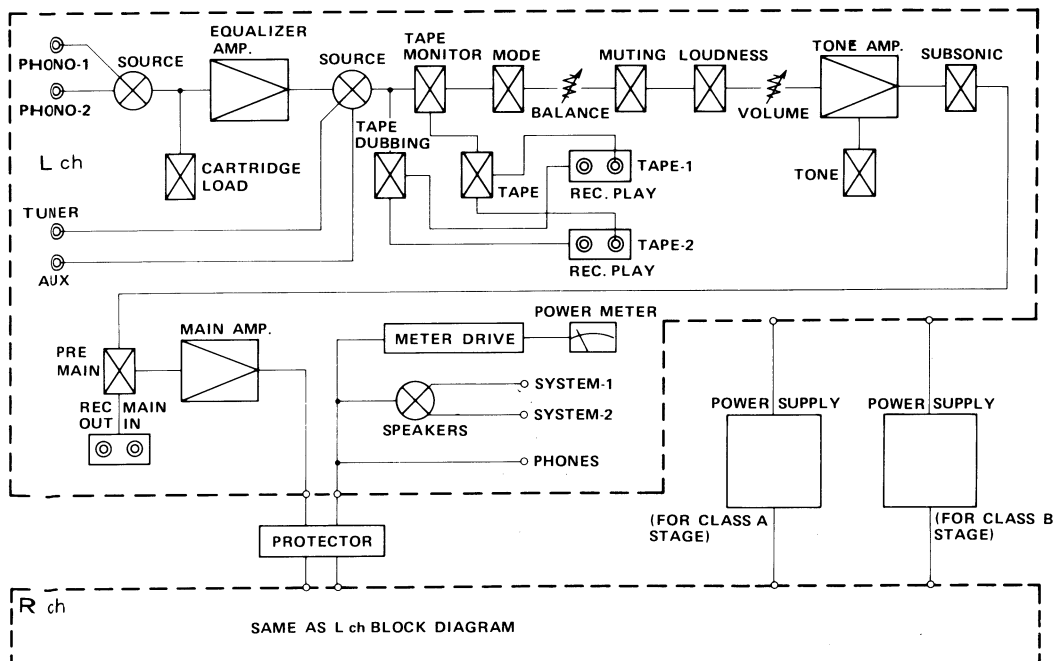 PHONO-1
PHONO-2
SOURCE
EQUALIZER
AMP.
SOURCE
TAPE
MONITOR
MODE
BALANCE
MUTING
LOUDNESS
VOLUME
TONE AMP.
SUBSONIC
L ch
CARTRIDGE
LOAD
TAPE
DUBBING
TAPE
TAPE-1
REC. PLAY
TAPE-2
REC. PLAY
TONE
TUNER
AUX
PRE
MAIN
MAIN AMP.
REC
OUT
MAIN
IN
METER DRIVE
POWER METER
SPEAKERS
SYSTEM-1
SYSTEM-2
PHONES
POWER SUPPLY
(FOR CLASS A
STAGE)
POWER SUPPLY
(FOR CLASS B
STAGE)
PROTECTOR
R ch
SAME AS L ch BLOCK DIAGRAM